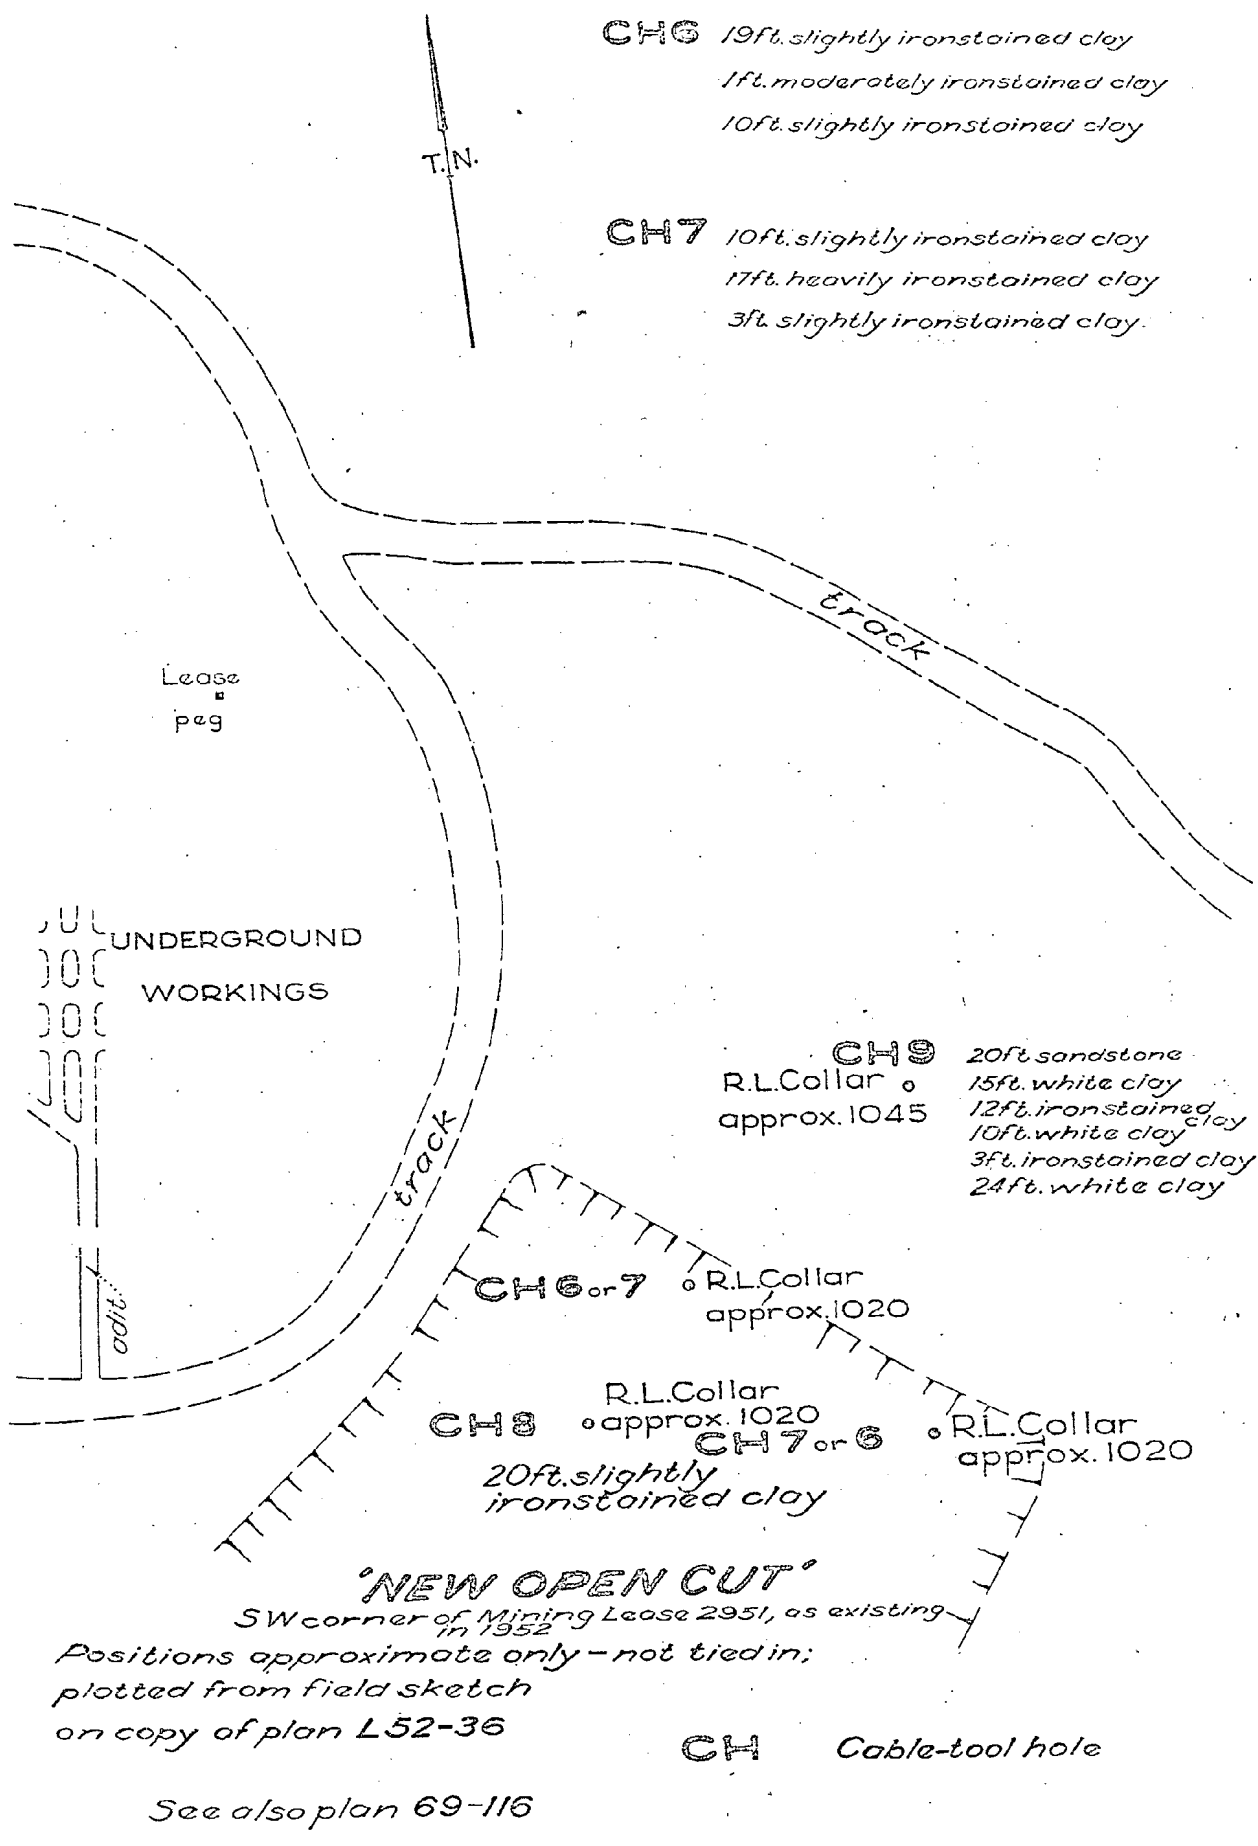 CH6 19ft. slightly ironstained clay
1ft. moderately ironstained clay
10ft. slightly ironstained clay
T.N.
CH7 10ft. slightly ironstained clay
17ft. heavily ironstained clay
3ft. slightly ironstained clay.
track
Lease
peg
UNDERGROUND
WORKINGS
CH9 20ft sandstone
R.L. Collar 15ft. white clay
approx. 1045 12ft. ironstained clay
10ft. white clay
3ft. ironstained clay
24ft. white clay
track
adit
CH6 or 7 R.L. Collar
approx. 1020
R.L. Collar
CH8 approx. 1020
CH7 or 6 R.L. Collar
approx. 1020
20ft. slightly
ironstained clay
'NEW OPEN CUT'
SW corner of Mining Lease 2951, as existing
in 1952
Positions approximate only - not tied in;
plotted from field sketch
on copy of plan L52-36
CH Cable-tool hole
See also plan 69-116